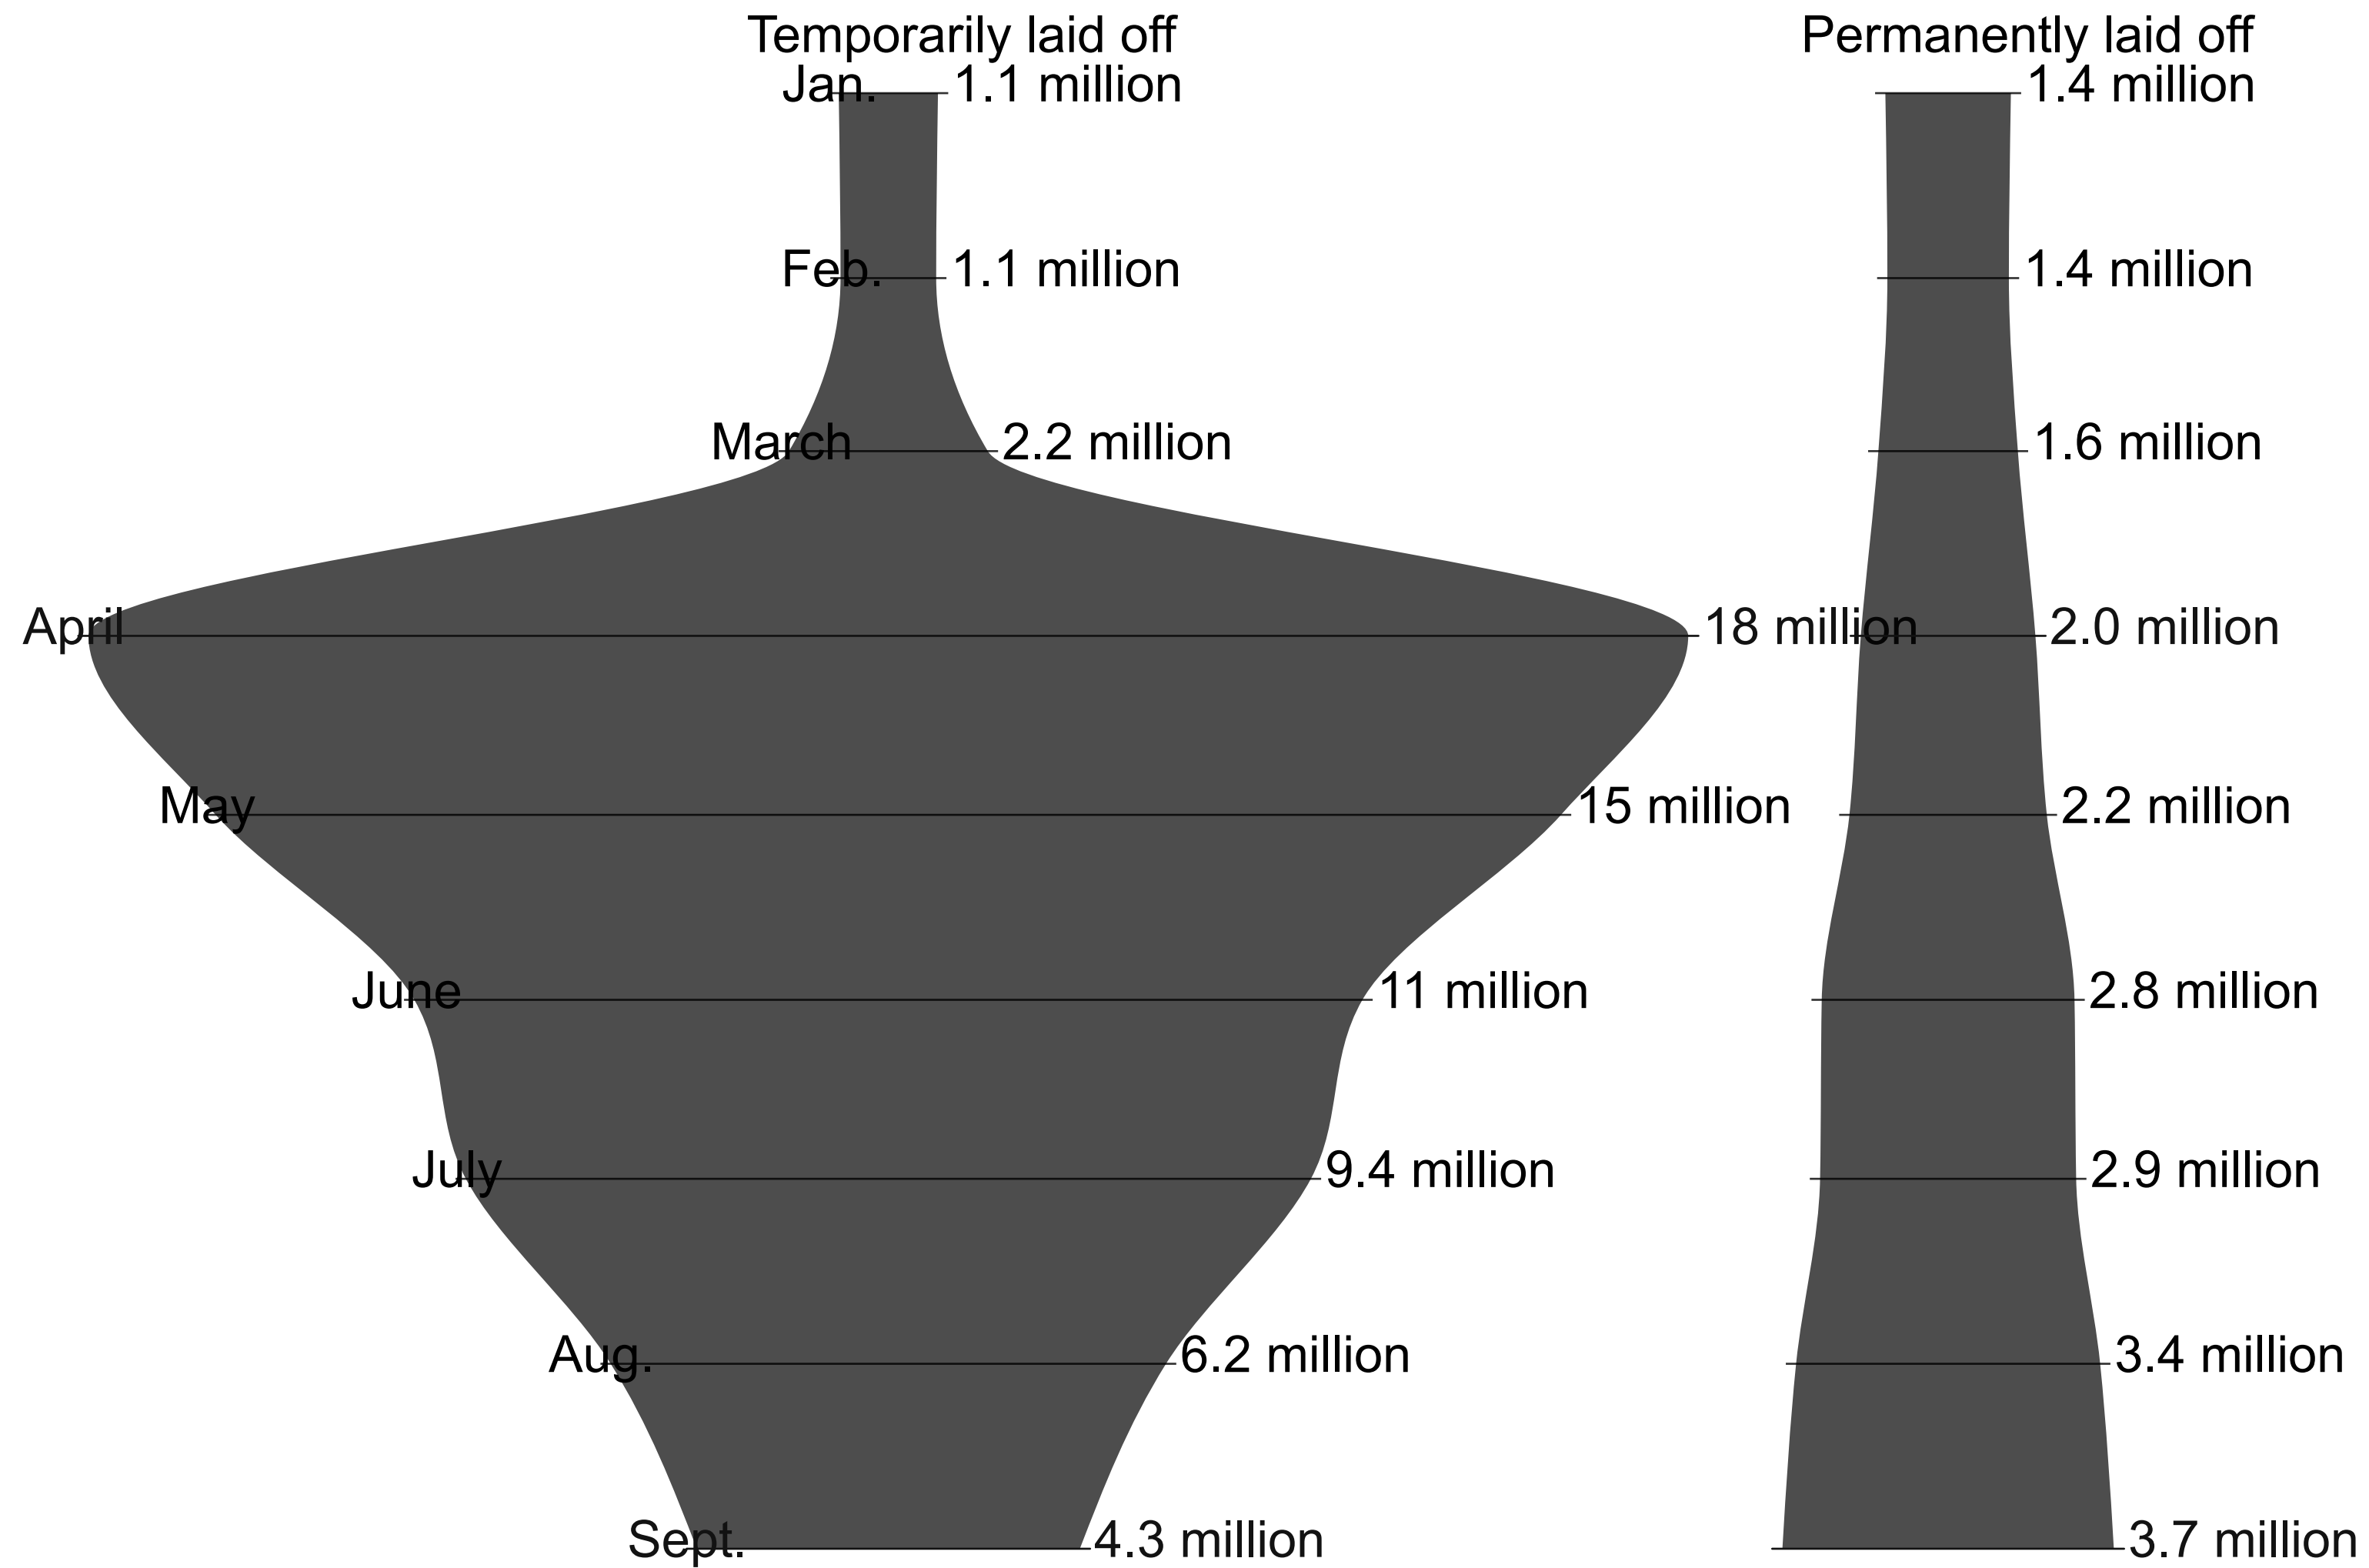 Temporarily laid off Permanently laid off
Jan. 1.1 million 1.4 million
Feb. 1.1 million 1.4 million
March 2.2 million 1.6 million
April 18 million 2.0 million
May 15 million 2.2 million
June 11 million 2.8 million
July 9.4 million 2.9 million
Aug. 6.2 million 3.4 million
Sept. 4.3 million 3.7 million